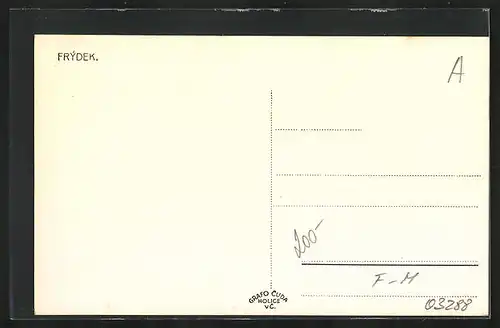 FRÝDEK.
A
200-
F-M
GRAFO ČUDA
HOLICE
V.Č.
03288